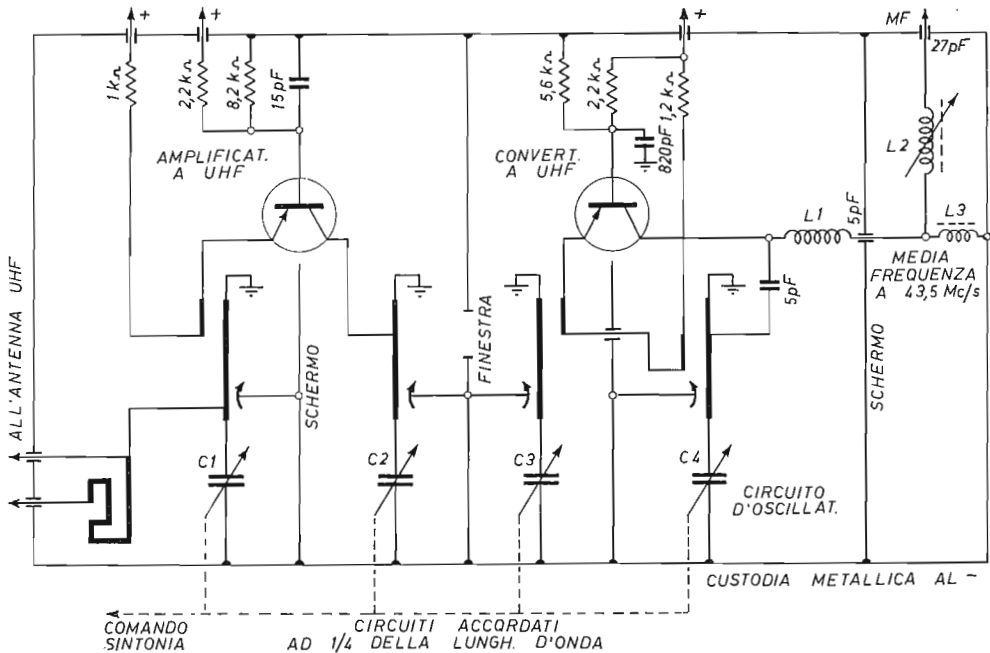 +
+
+
MF
27pF
1kΩ
2,2 kΩ
8,2 kΩ
15pF
5,6 kΩ
2,2 kΩ
1,2 kΩ
820pF
AMPLIFICAT.
A UHF
CONVERT.
A UHF
L2
L1
5pF
L3
MEDIA
FREQUENZA
A 43,5 Mc/s
5pF
ALL'ANTENNA UHF
SCHERMO
FINESTRA
SCHERMO
C1
C2
C3
C4
CIRCUITO
D'OSCILLAT.
CUSTODIA METALLICA AL ~
COMANDO
SINTONIA
CIRCUITI ACCORDATI
AD 1/4 DELLA LUNGH. D'ONDA